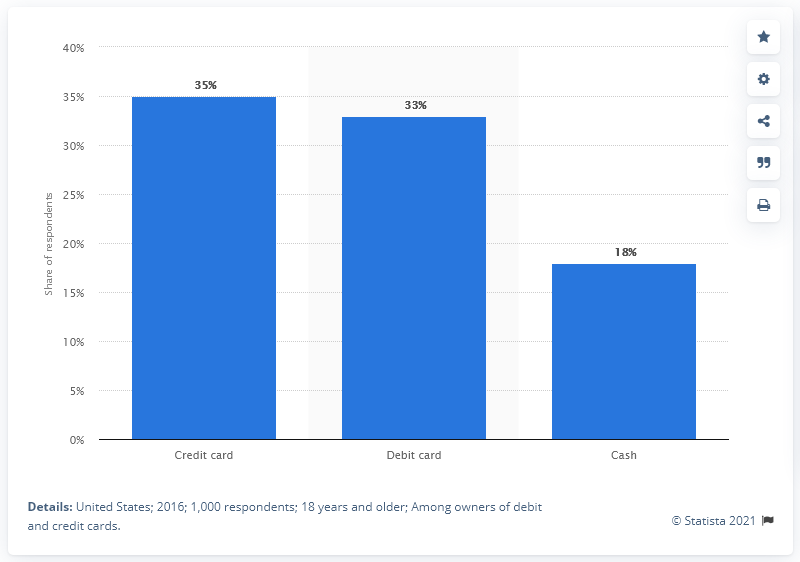 40%
35%
30%
25%
20%
15%
10%
5%
0%
Share of respondents
35%
33%
18%
Credit card
Debit card
Cash
Details: United States; 2016; 1,000 respondents; 18 years and older; Among owners of debit
and credit cards.
© Statista 2021